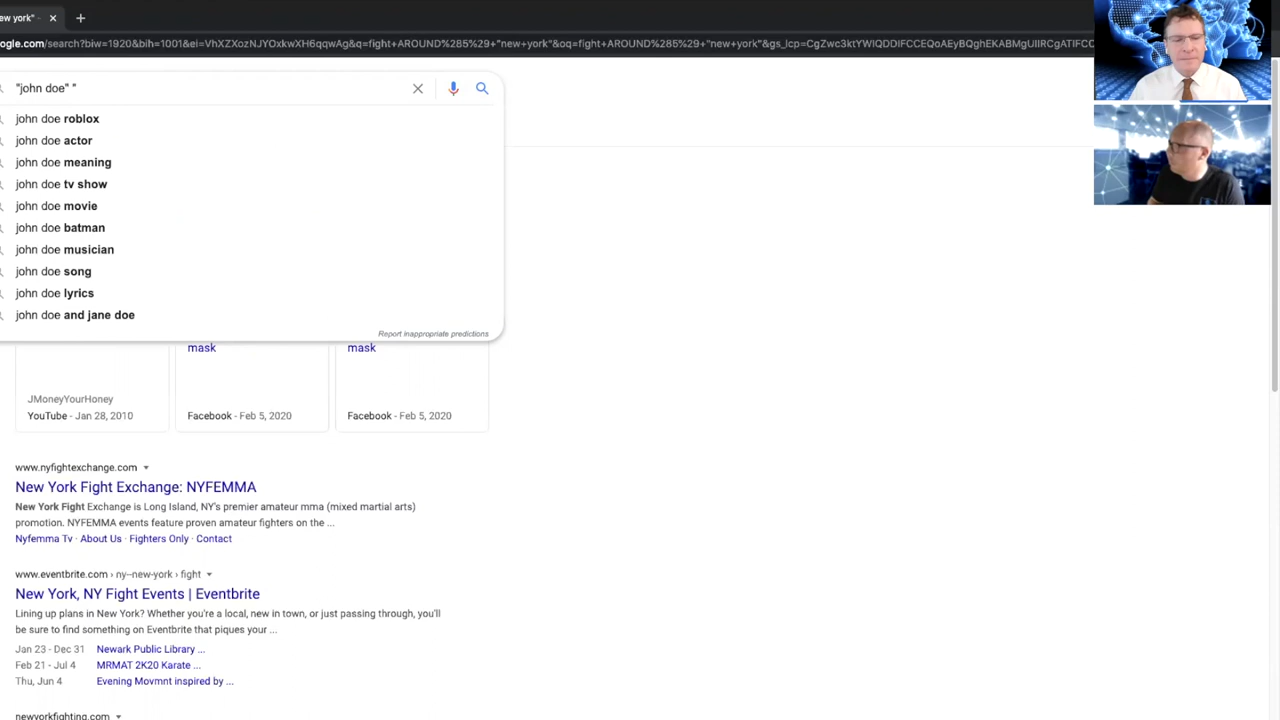 ew york" -
ogle.com/search?biw=1920&bih=1001&ei=VhXZXozNJYOxkwXH6qqwAg&q=fight+AROUND%285%29+"new+york"&oq=fight+AROUND%285%29+"new+york"&gs_lcp=CgZwc3ktYWIQDDIFCCEQoAEyBQghEKABMgUIIRCgATIFCC
"john doe" "
john doe roblox
john doe actor
john doe meaning
john doe tv show
john doe movie
john doe batman
john doe musician
john doe song
john doe lyrics
john doe and jane doe
Report inappropriate predictions
mask
mask
JMoneyYourHoney
YouTube - Jan 28, 2010
Facebook - Feb 5, 2020
Facebook - Feb 5, 2020
www.nyfightexchange.com
New York Fight Exchange: NYFEMMA
New York Fight Exchange is Long Island, NY's premier amateur mma (mixed martial arts)
promotion. NYFEMMA events feature proven amateur fighters on the ...
Nyfemma Tv · About Us · Fighters Only · Contact
www.eventbrite.com › ny--new-york › fight
New York, NY Fight Events | Eventbrite
Lining up plans in New York? Whether you're a local, new in town, or just passing through, you'll
be sure to find something on Eventbrite that piques your ...
Jan 23 - Dec 31 Newark Public Library ...
Feb 21 - Jul 4 MRMAT 2K20 Karate ...
Thu, Jun 4 Evening Movmnt inspired by ...
newyorkfighting.com